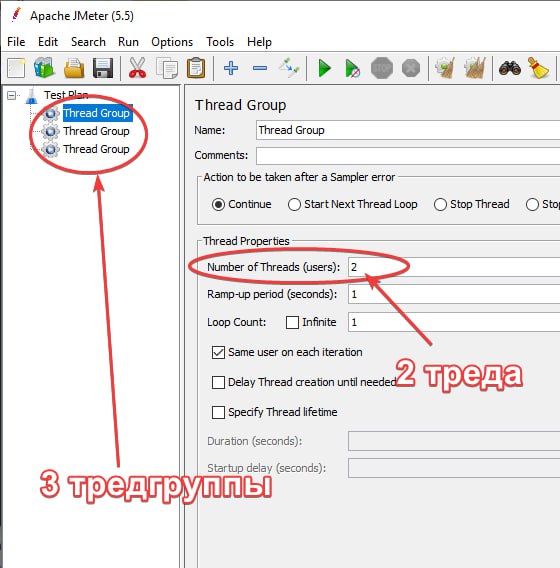 Apache JMeter (5.5)
File Edit Search Run Options Tools Help
Test Plan
Thread Group
Thread Group
Thread Group
Thread Group
Name: Thread Group
Comments:
Action to be taken after a Sampler error
Continue Start Next Thread Loop Stop Thread Stop
Thread Properties
Number of Threads (users): 2
Ramp-up period (seconds): 1
Loop Count: Infinite 1
Same user on each iteration
Delay Thread creation until needed
2 треда
Specify Thread lifetime
Duration (seconds):
Startup delay (seconds):
3 тредгруппы